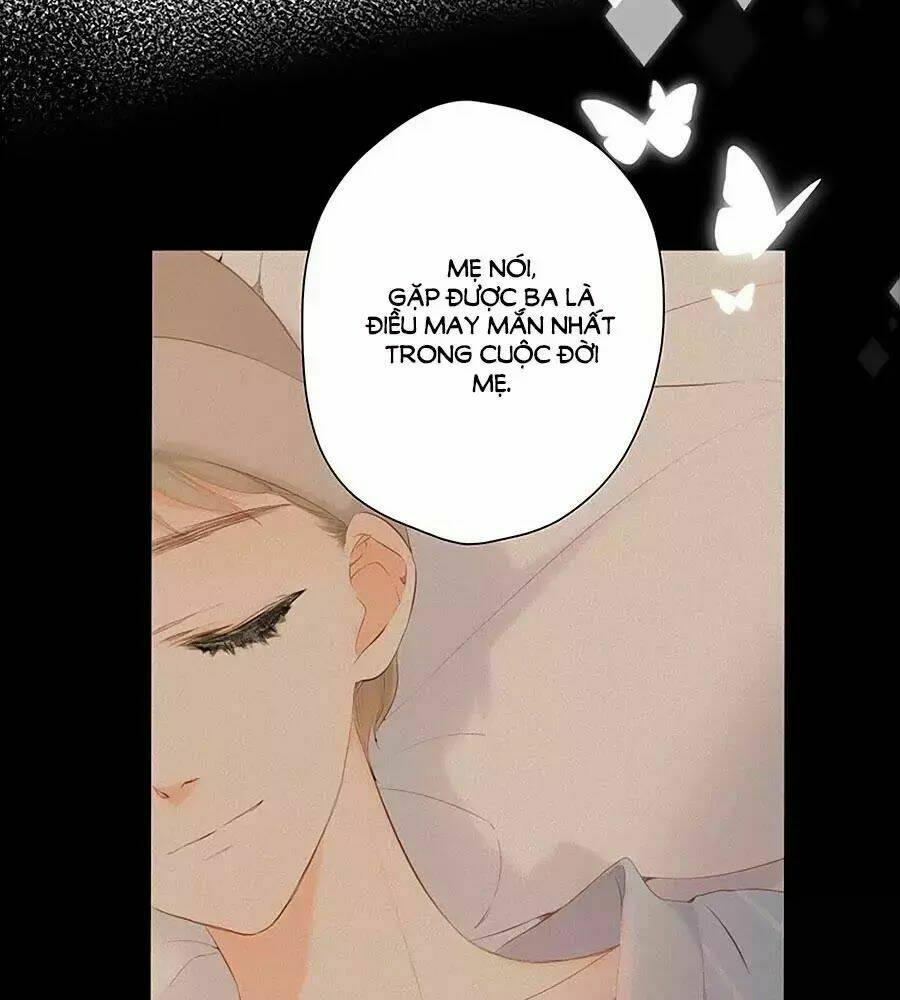 MẸ NÓI,
GẶP ĐƯỢC BA LÀ
ĐIỀU MAY MẮN NHẤT
TRONG CUỘC ĐỜI
MẸ.